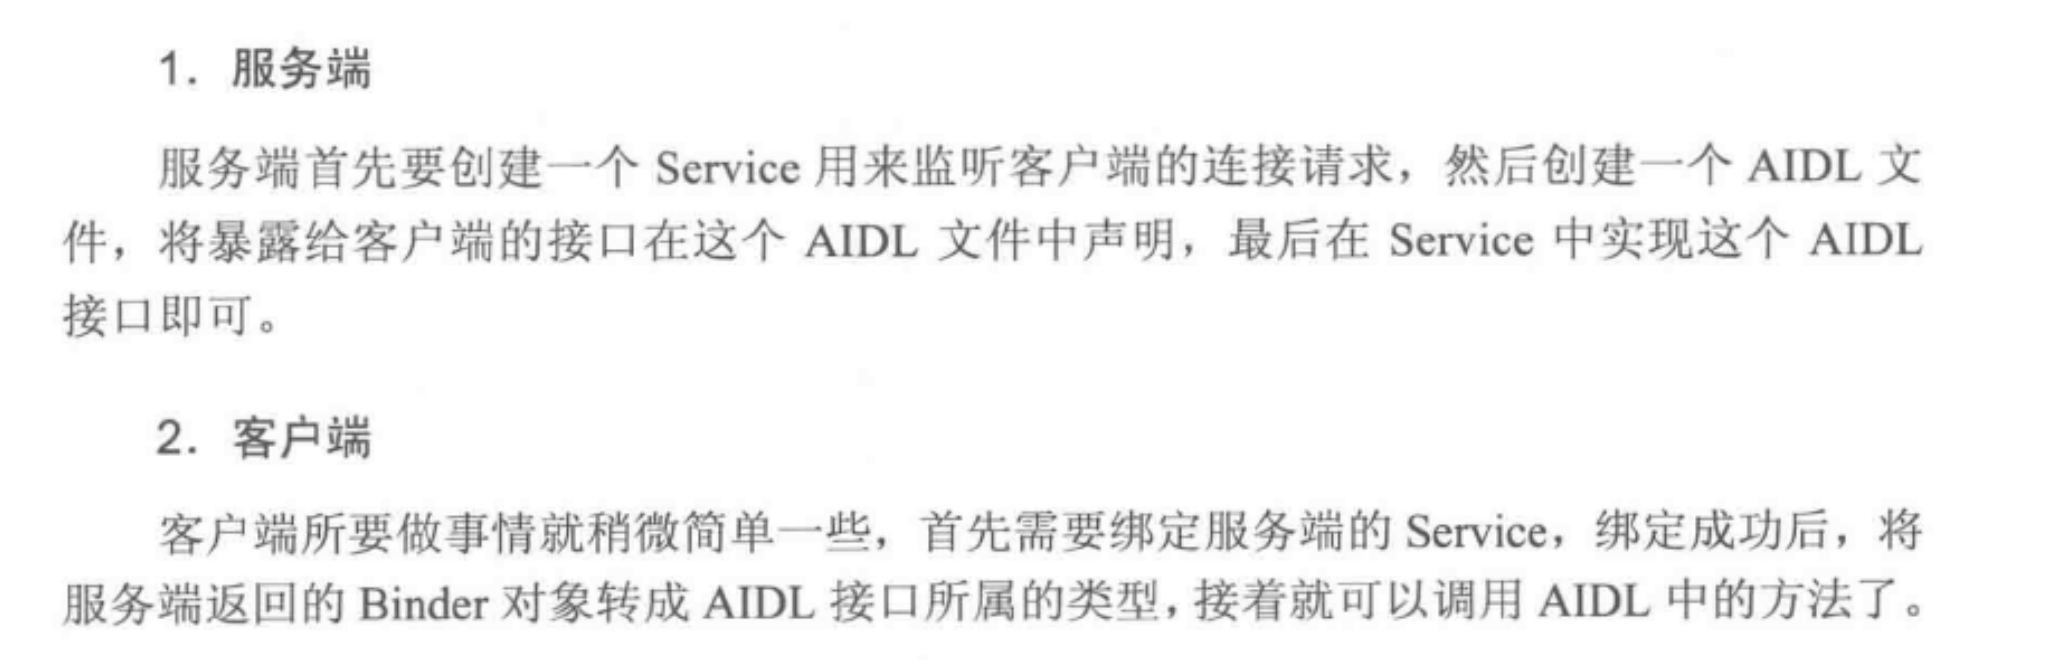 1. 服务端
服务端首先要创建一个 Service 用来监听客户端的连接请求，然后创建一个 AIDL 文
件，将暴露给客户端的接口在这个 AIDL 文件中声明，最后在 Service 中实现这个 AIDL
接口即可。
2. 客户端
客户端所要做事情就稍微简单一些，首先需要绑定服务端的 Service，绑定成功后，将
服务端返回的 Binder 对象转成 AIDL 接口所属的类型，接着就可以调用 AIDL 中的方法了。